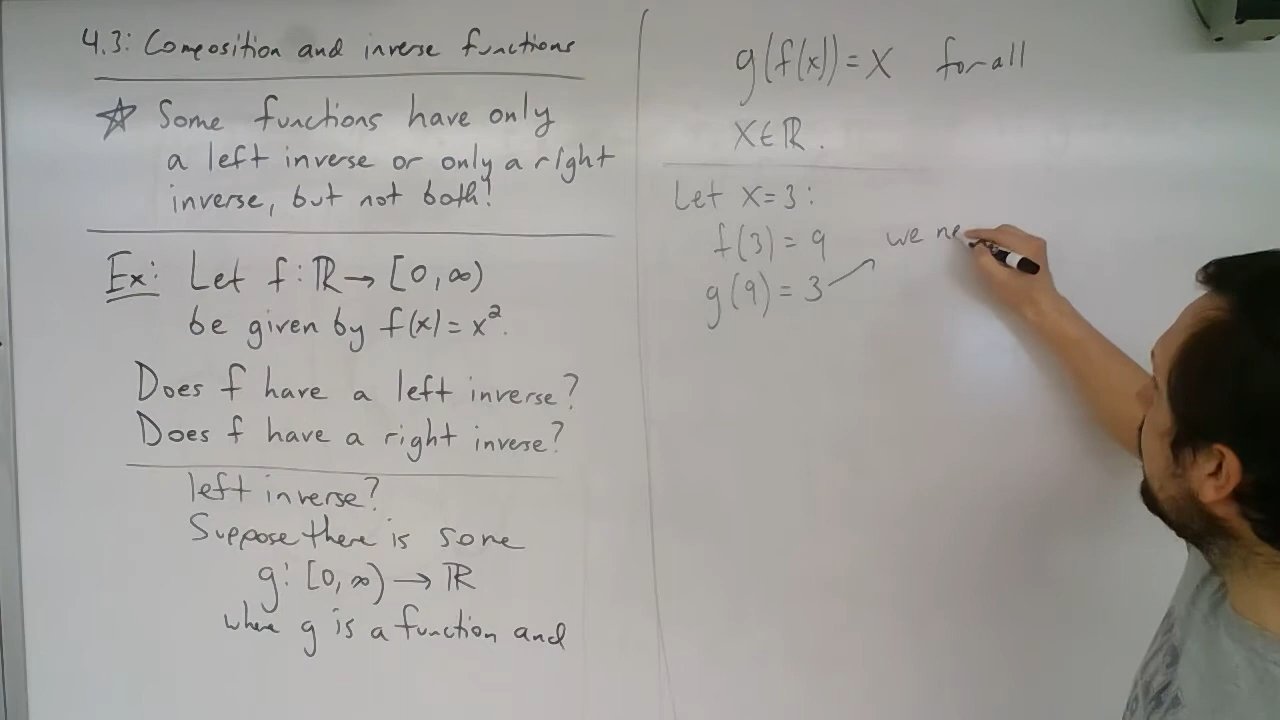 4.3: Composition and inverse functions
☆ Some functions have only
a left inverse or only a right
inverse, but not both!
Ex: Let f: ℝ → [0, ∞)
be given by f(x) = x².
Does f have a left inverse?
Does f have a right inverse?
left inverse?
Suppose there is some
g: [0, ∞) → ℝ
where g is a function and
g(f(x)) = x for all
x ∈ ℝ.
Let x = 3:
f(3) = 9
we ne
g(9) = 3